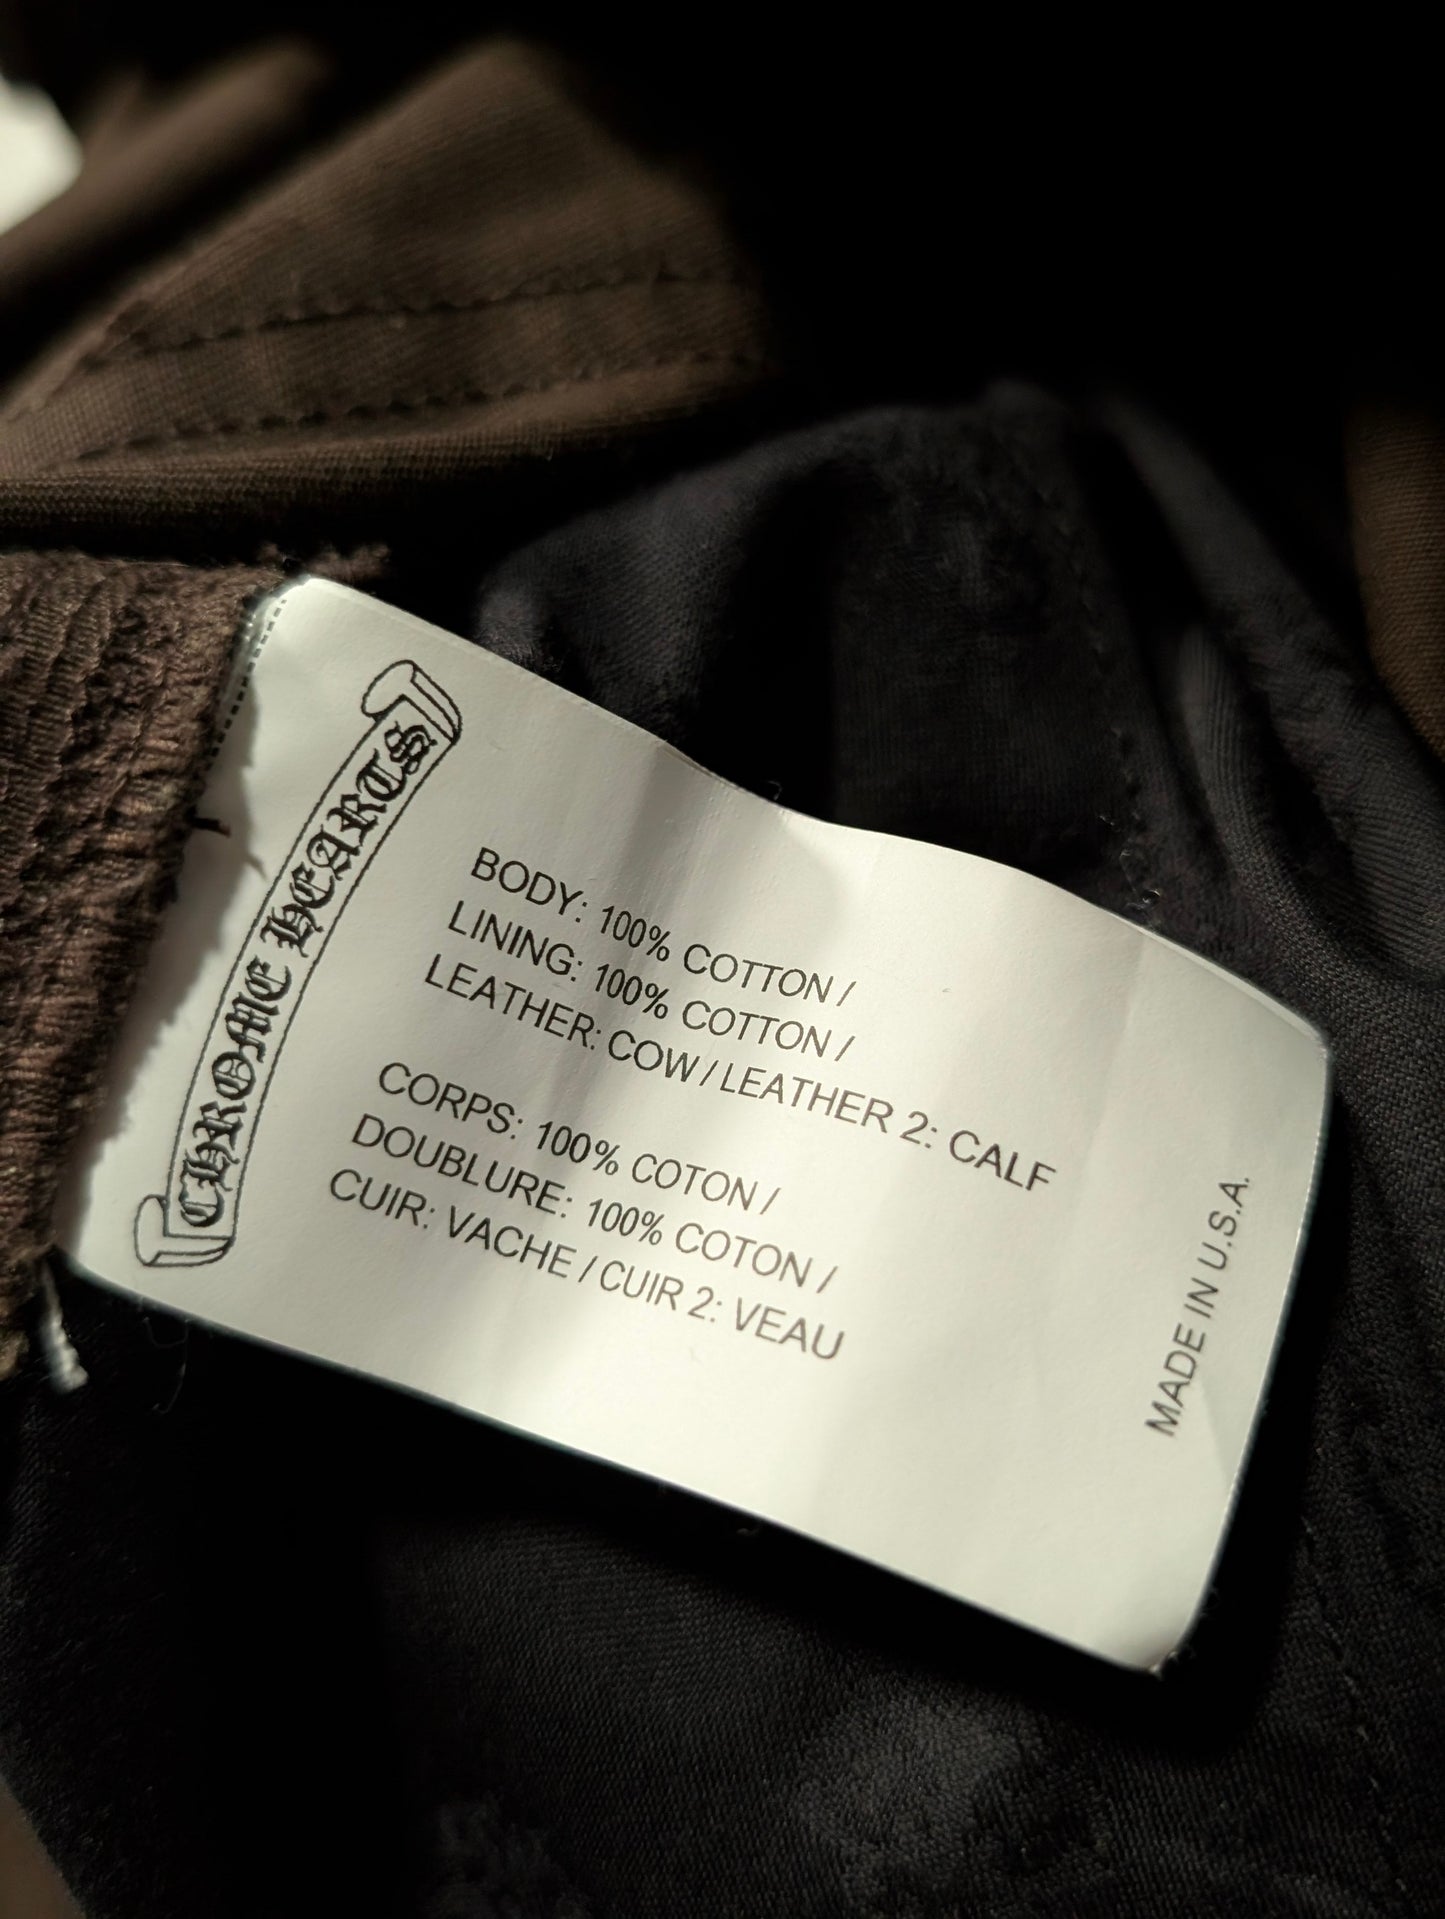 CHROME HEARTS
BODY: 100% COTTON /
LINING: 100% COTTON /
LEATHER: COW / LEATHER 2: CALF
CORPS: 100% COTON /
DOUBLURE: 100% COTON /
CUIR: VACHE / CUIR 2: VEAU
MADE IN U.S.A.